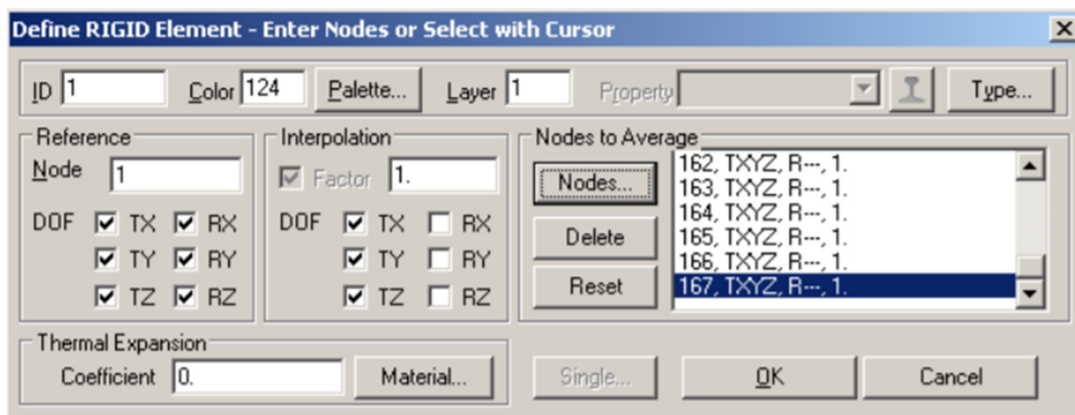 Define RIGID Element - Enter Nodes or Select with Cursor
ID 1 Color 124 Palette... Layer 1 Property Type...
Reference
Node 1
DOF TX RX
TY RY
TZ RZ
Interpolation
Factor 1.
DOF TX RX
TY RY
TZ RZ
Nodes to Average
Nodes...
Delete
Reset
162, TXYZ, R---, 1.
163, TXYZ, R---, 1.
164, TXYZ, R---, 1.
165, TXYZ, R---, 1.
166, TXYZ, R---, 1.
167, TXYZ, R---, 1.
Thermal Expansion
Coefficient 0. Material...
Single... OK Cancel